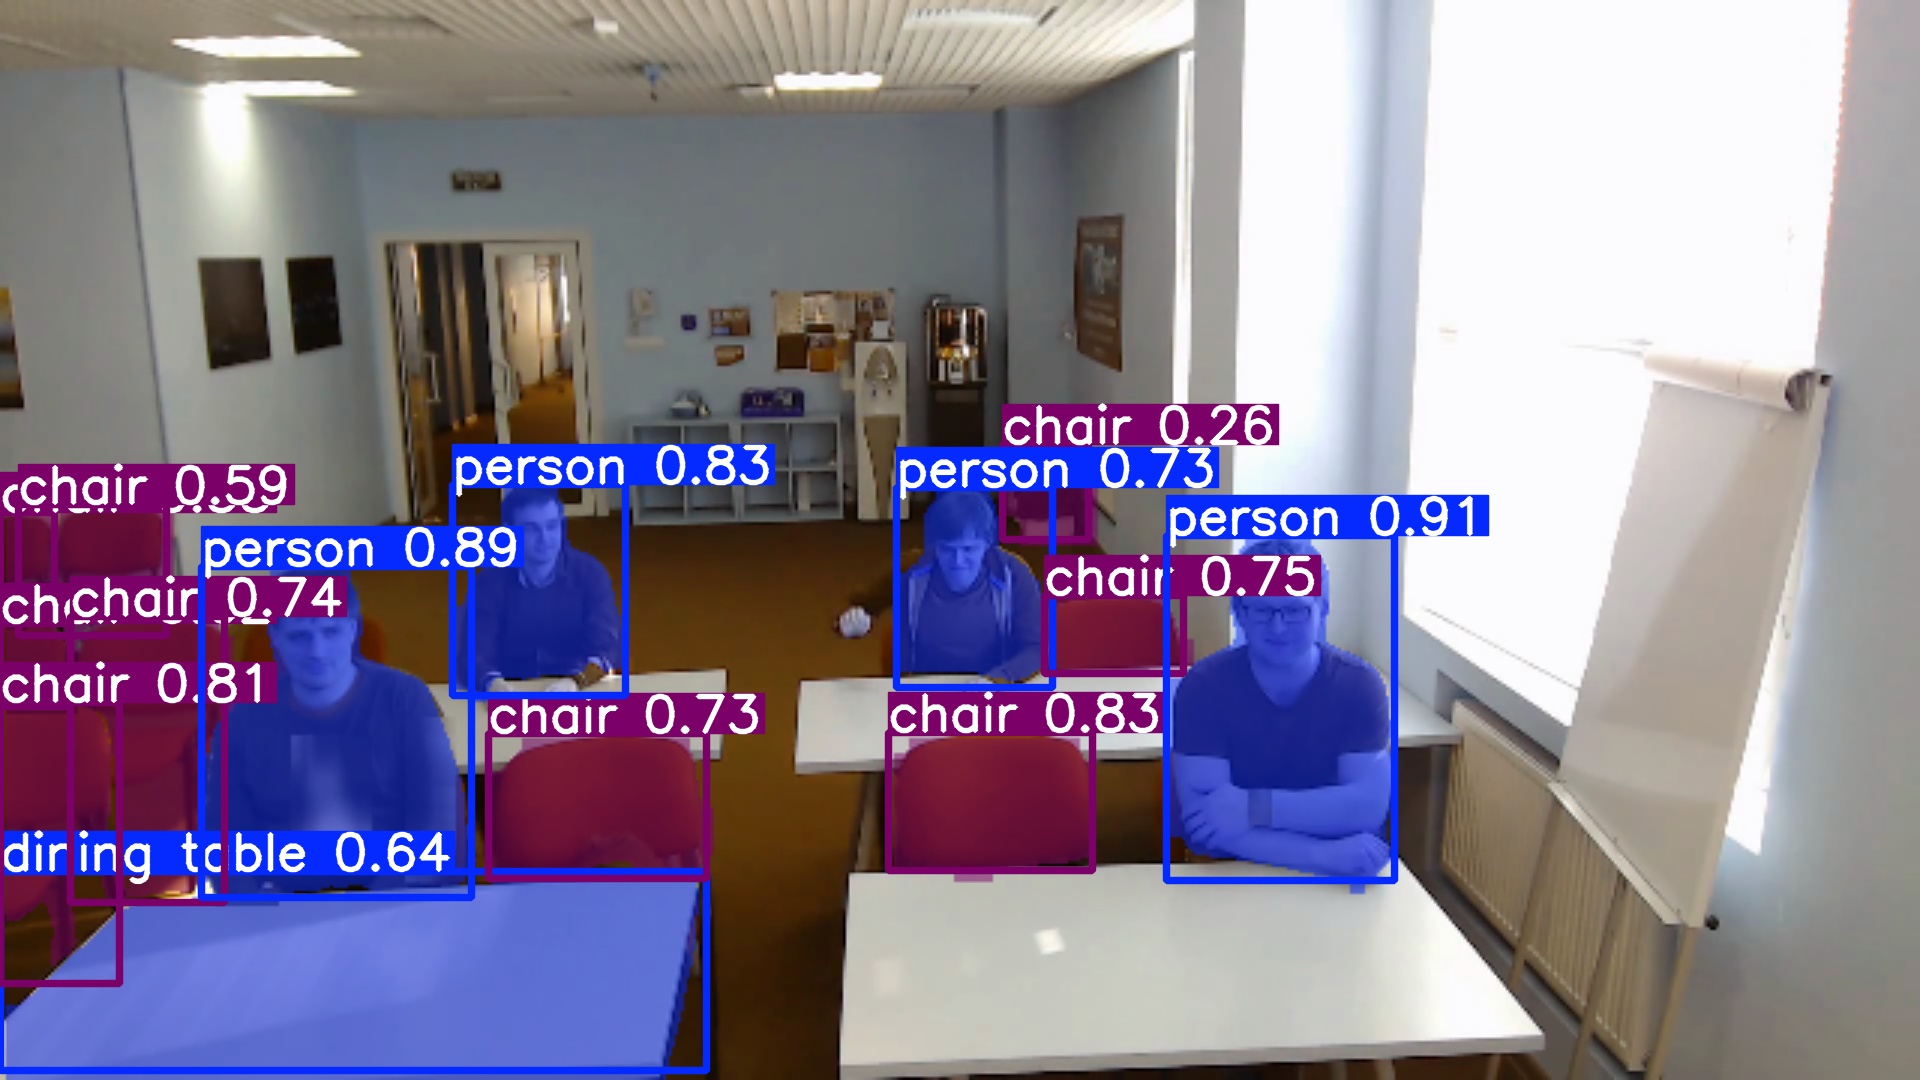 chair 0.26
person 0.83
person 0.73
chair 0.59
person 0.91
person 0.89
chair 0.75
chair 0.74
chair 0.81
chair 0.73
chair 0.83
dining table 0.64